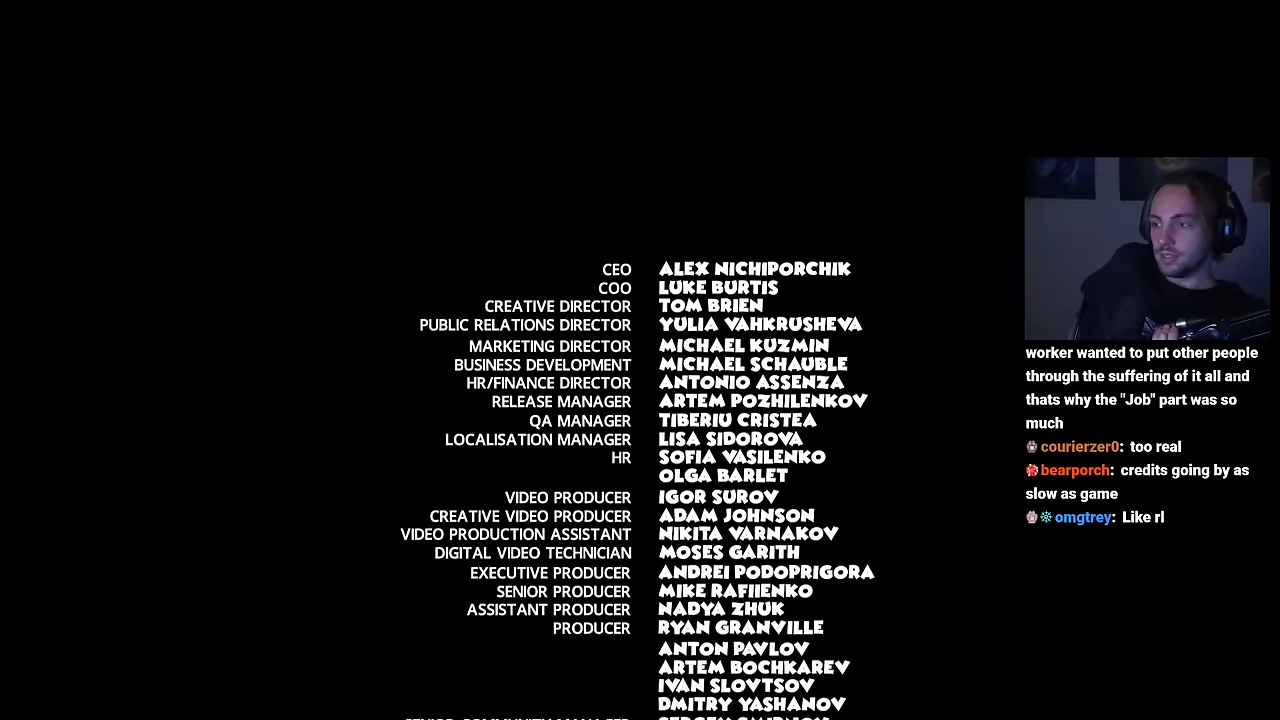 CEO ALEX NICHIPORCHIK
COO LUKE BURTIS
CREATIVE DIRECTOR TOM BRIEN
PUBLIC RELATIONS DIRECTOR YULIA VAHKRUSHEVA
MARKETING DIRECTOR MICHAEL KUZMIN
BUSINESS DEVELOPMENT MICHAEL SCHAUBLE
HR/FINANCE DIRECTOR ANTONIO ASSENZA
RELEASE MANAGER ARTEM POZHILENKOV
QA MANAGER TIBERIU CRISTEA
LOCALISATION MANAGER LISA SIDOROVA
HR SOFIA VASILENKO
OLGA BARLET
VIDEO PRODUCER IGOR SUROV
CREATIVE VIDEO PRODUCER ADAM JOHNSON
VIDEO PRODUCTION ASSISTANT NIKITA VARNAKOV
DIGITAL VIDEO TECHNICIAN MOSES GARITH
EXECUTIVE PRODUCER ANDREI PODOPRIGORA
SENIOR PRODUCER MIKE RAFIIENKO
ASSISTANT PRODUCER NADYA ZHUK
PRODUCER RYAN GRANVILLE
ANTON PAVLOV
ARTEM BOCHKAREV
IVAN SLOVTSOV
DMITRY YASHANOV
worker wanted to put other people
through the suffering of it all and
thats why the "Job" part was so
much
courierzer0: too real
bearporch: credits going by as
slow as game
omgtrey: Like rl